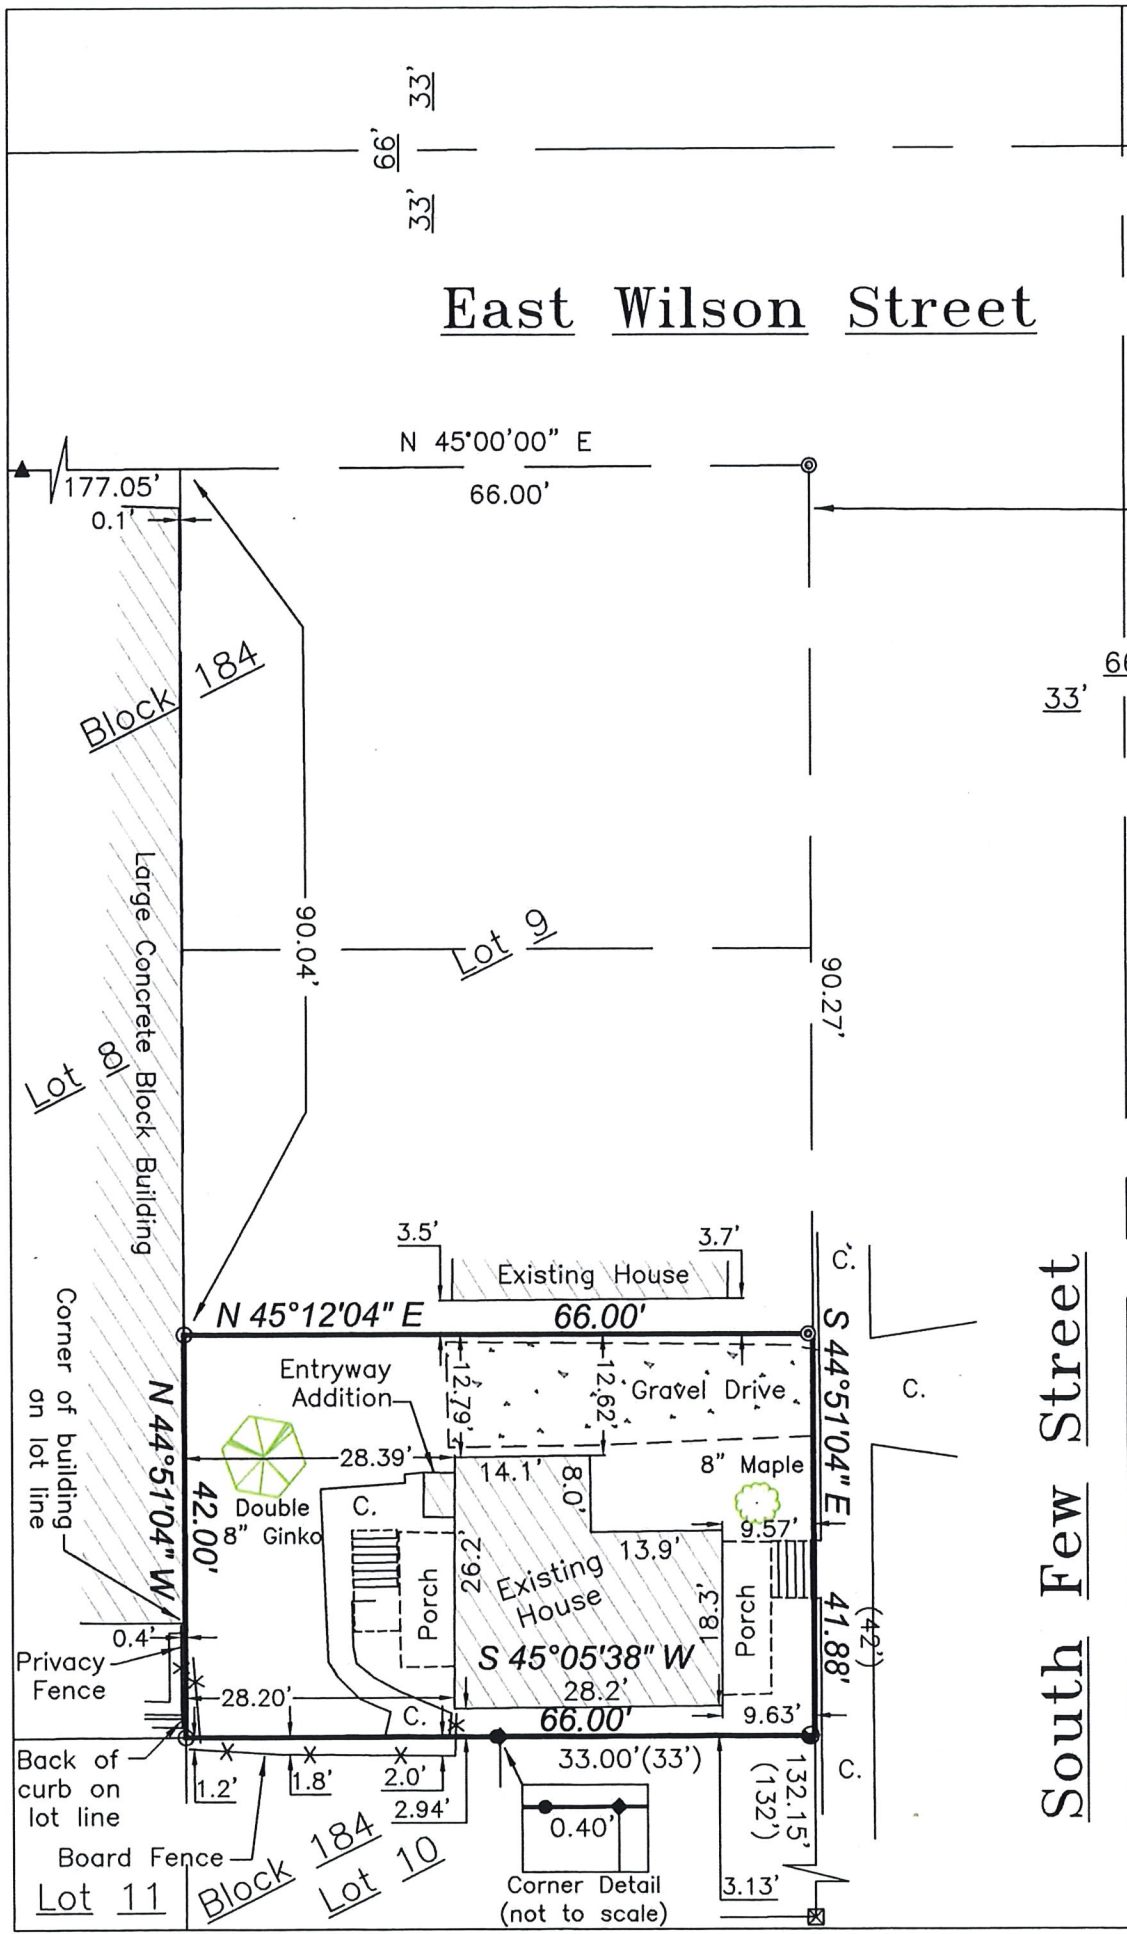 33'
66'
33'
East Wilson Street
N 45°00'00" E
66.00'
177.05'
0.1'
Block 184
66
33'
Large Concrete Block Building
90.04'
Lot 9
90.27'
Lot 8
3.5'
3.7'
Existing House
C.
N 45°12'04" E
66.00'
S 44°51'04" E
South Few Street
Corner of building
on lot line
N 44°51'04" W
42.00'
Entryway
Addition
12.79'
12.62'
Gravel Drive
C.
28.39'
14.1'
8.0'
8" Maple
Double
8" Ginko
C.
9.57'
26.2'
13.9'
Existing
House
Porch
18.3'
Porch
41.88'
(42')
0.4'
Privacy
Fence
S 45°05'38" W
28.20'
28.2'
C.
66.00'
9.63'
33.00'(33')
Back of
curb on
lot line
1.2'
1.8'
2.0'
2.94'
132.15'
(132')
C.
0.40'
Board Fence
Block 184
Lot 10
Lot 11
Corner Detail
(not to scale)
3.13'